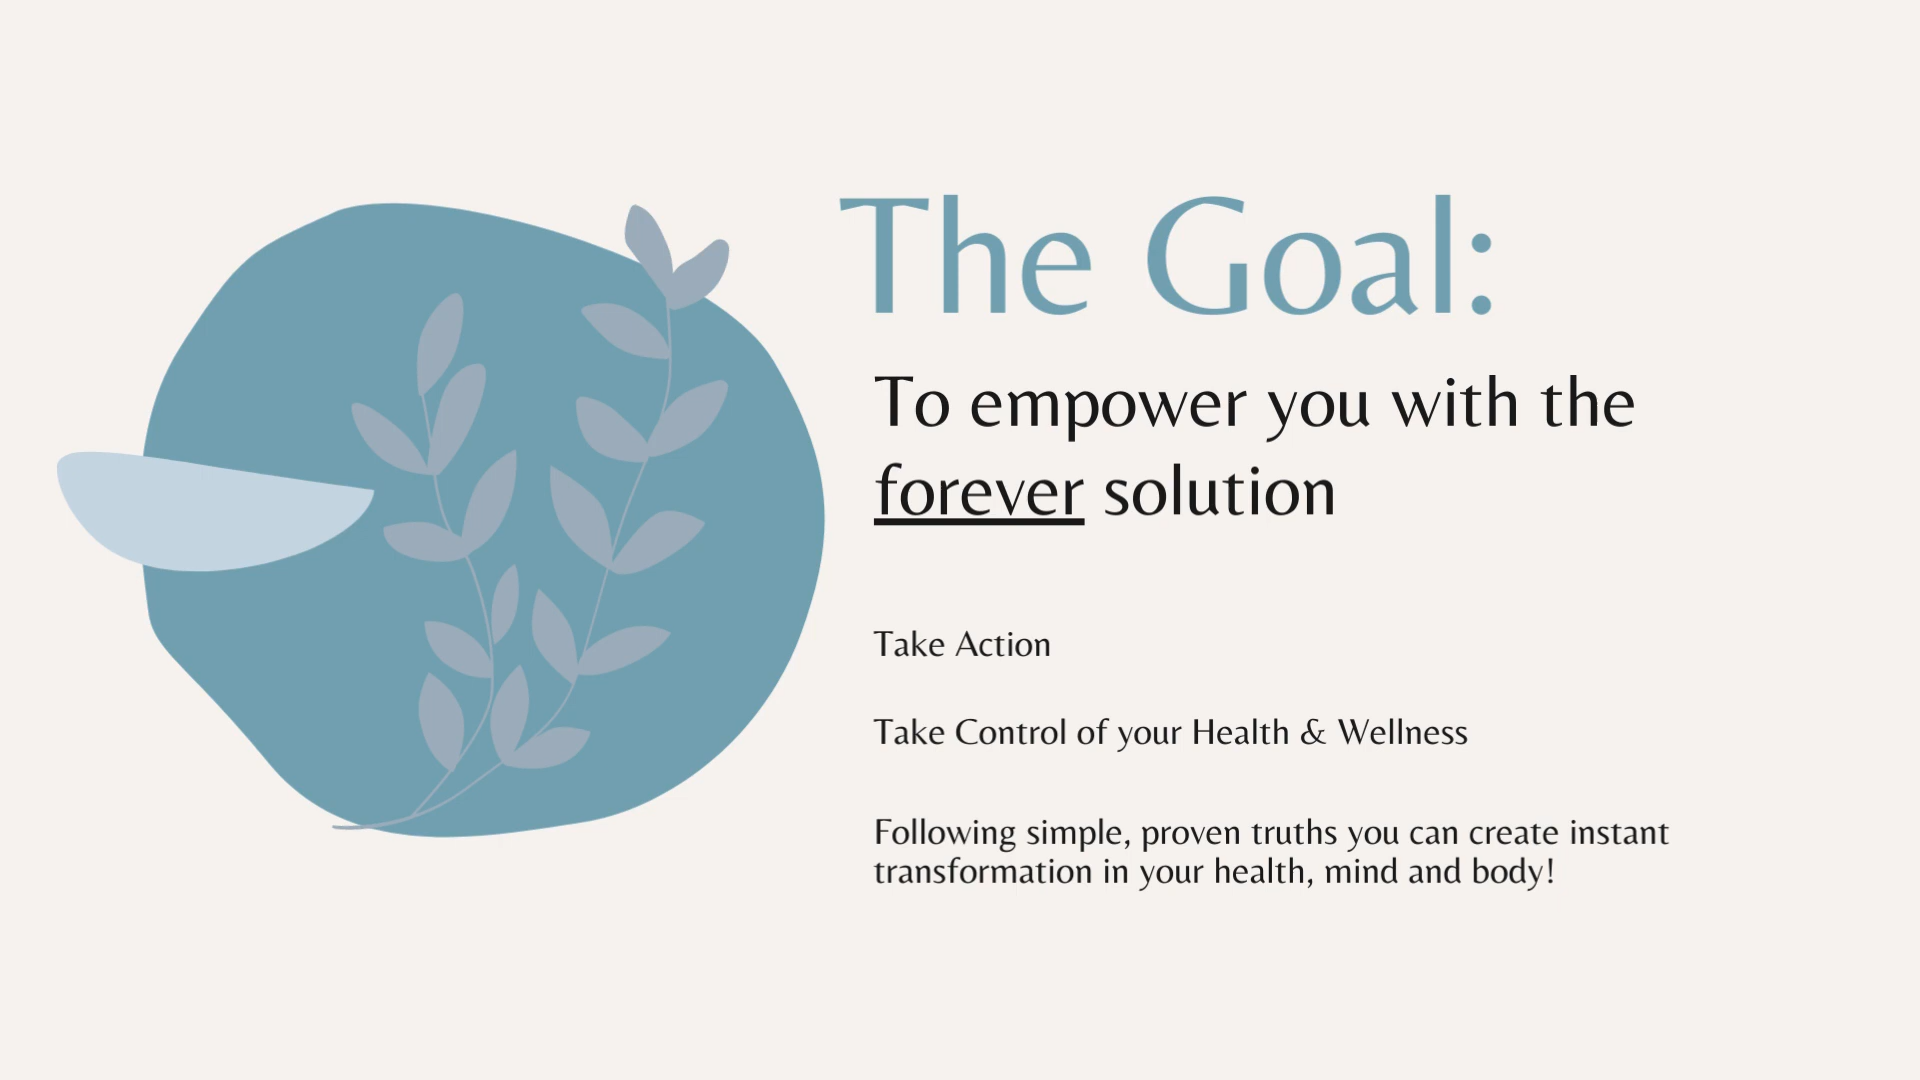 The Goal:
To empower you with the
forever solution
Take Action
Take Control of your Health & Wellness
Following simple, proven truths you can create instant
transformation in your health, mind and body!